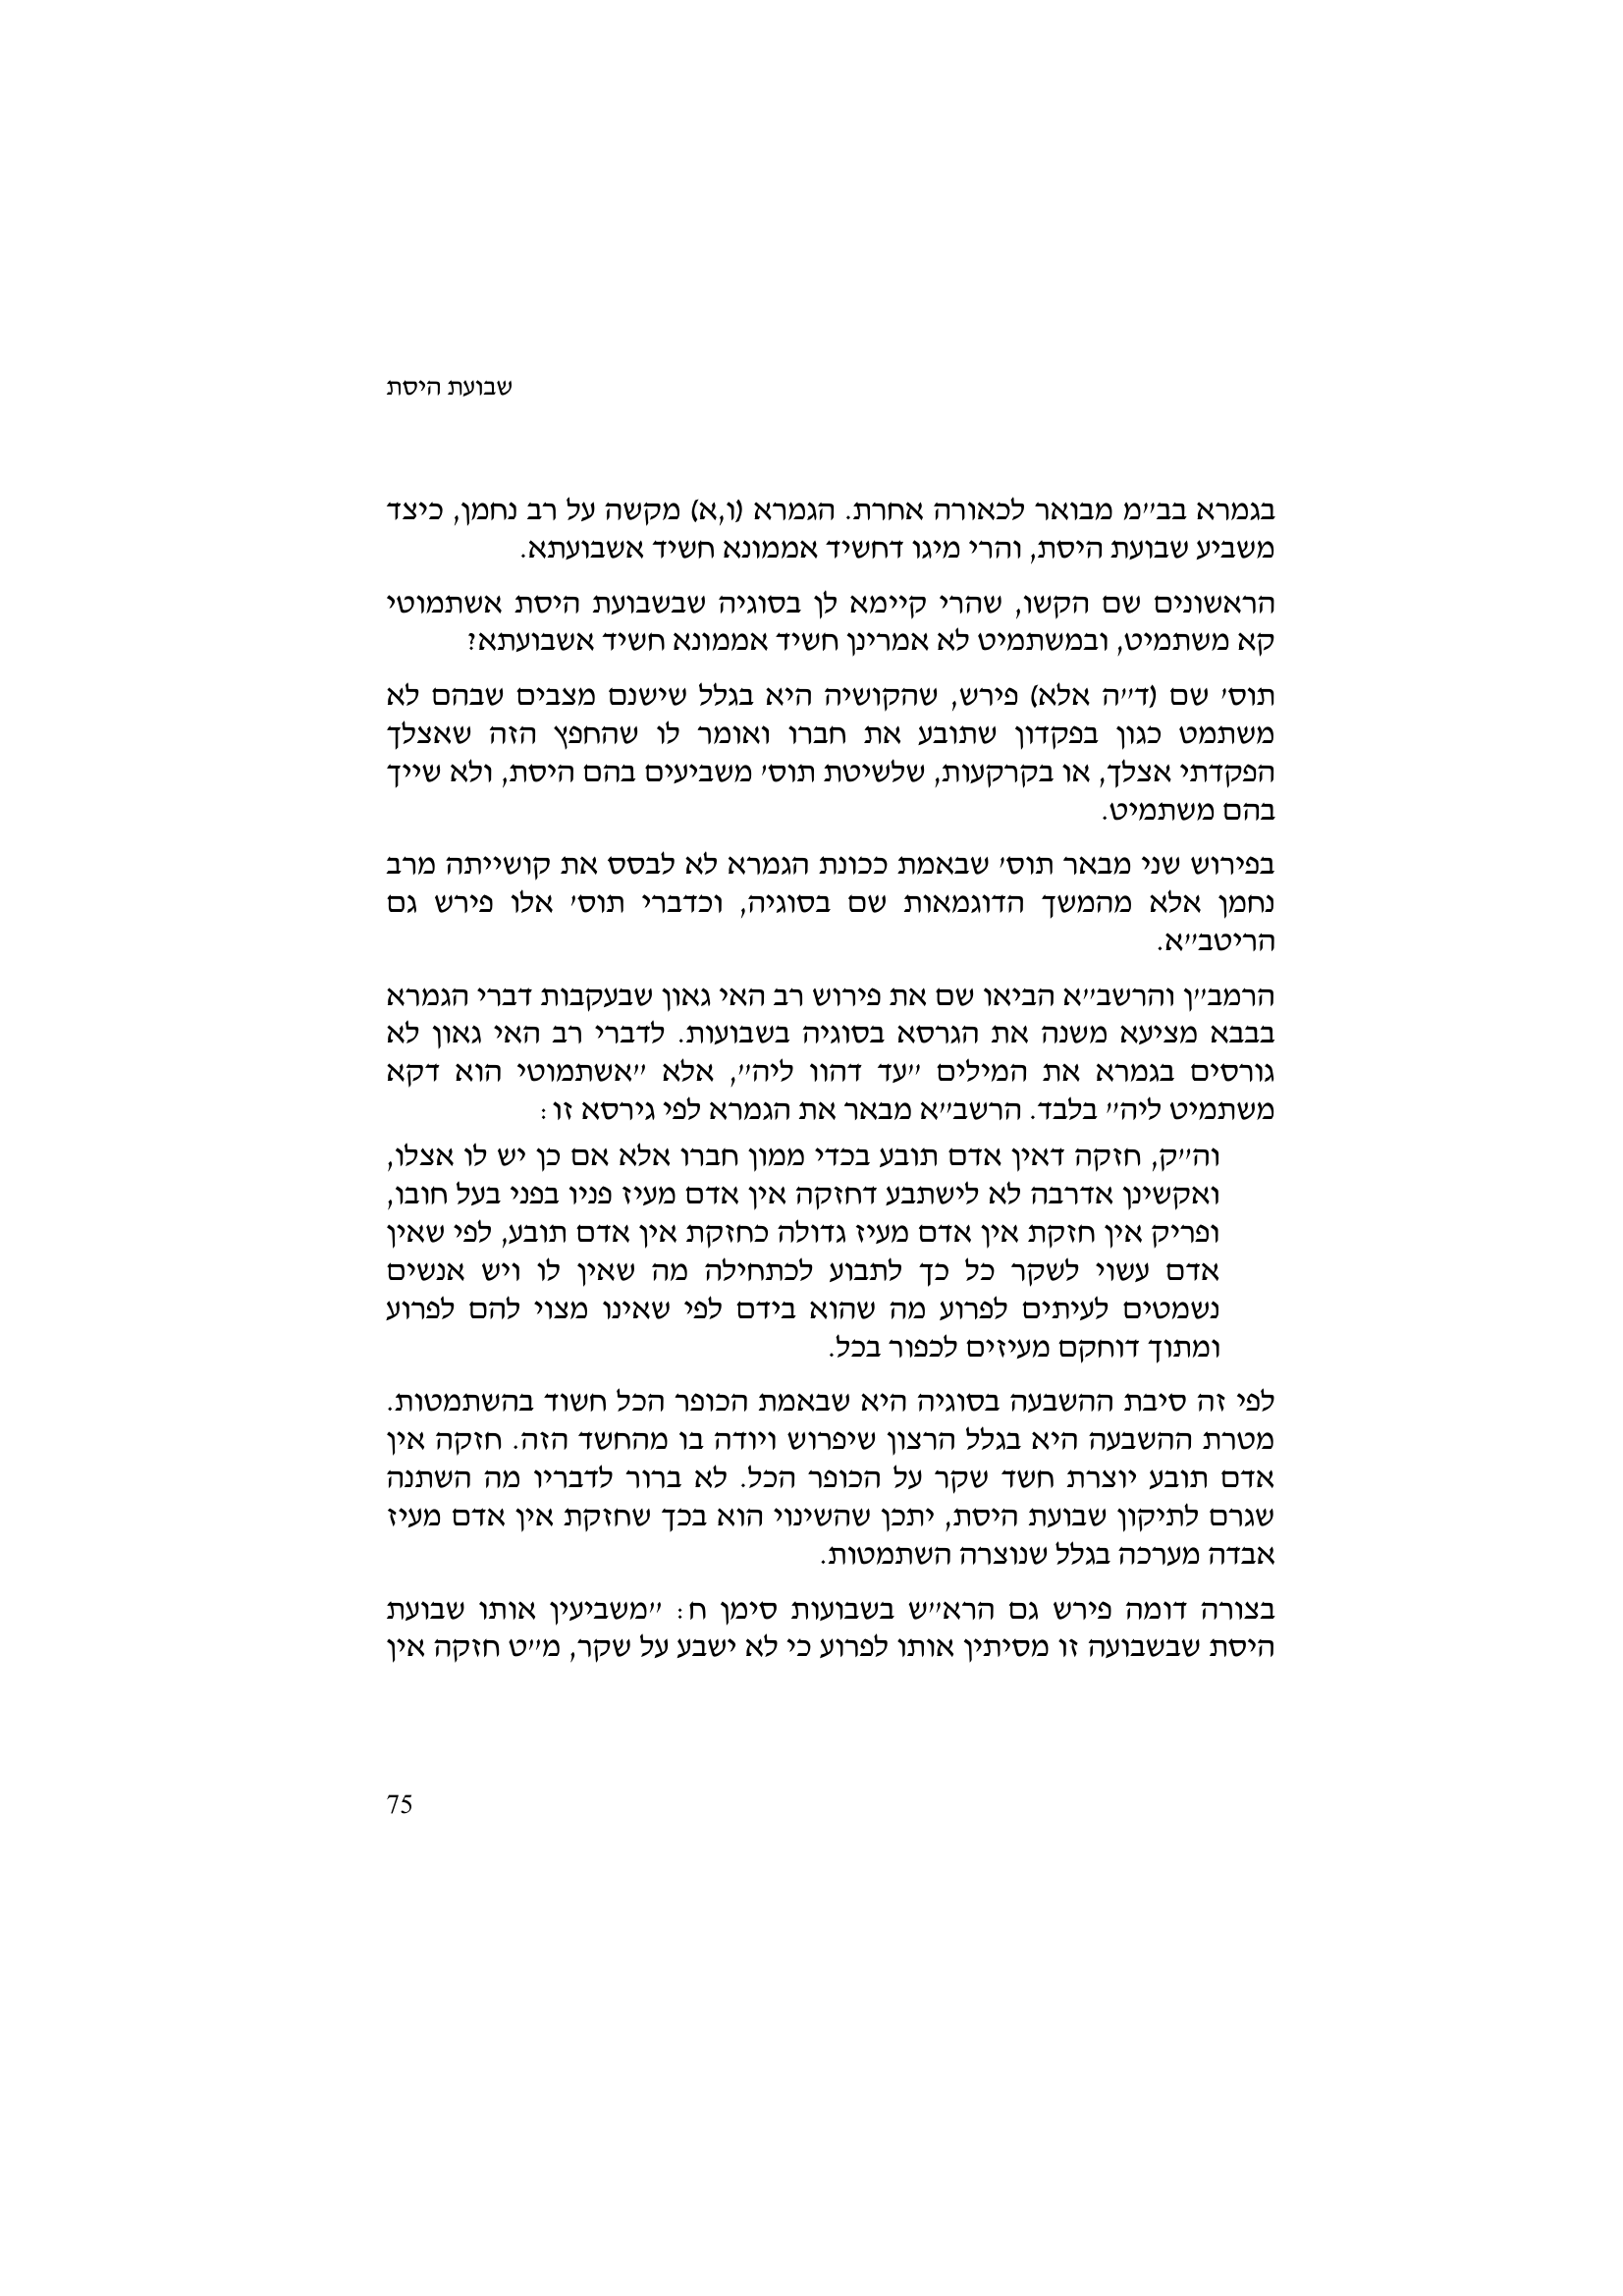 שבועת היסת
בגמרא בב״מ מבואר לכאורה אחרת. הגמרא (ו,א) מקשה על רב נחמן, כיצד
משביע שבועת היסת, והרי מיגו דחשיד אממונא חשיד אשבועתא.
הראשונים שם הקשו, שהרי קיימא לן בסוגיה שבשבועת היסת אשתמוטי
קא משתמיט, ובמשתמיט לא אמרינן חשיד אממונא חשיד אשבועתא?
תוס׳ שם (ד״ה אלא) פירש, שהקושיה היא בגלל שישנם מצבים שבהם לא
משתמט כגון בפקדון שתובע את חברו ואומר לו שהחפץ הזה שאצלך
הפקדתי אצלך, או בקרקעות, שלשיטת תוס׳ משביעים בהם היסת, ולא שייך
בהם משתמיט.
בפירוש שני מבאר תוס׳ שבאמת ככונת הגמרא לא לבסס את קושייתה מרב
נחמן אלא מהמשך הדוגמאות שם בסוגיה, וכדברי תוס׳ אלו פירש גם
הריטב״א.
הרמב״ן והרשב״א הביאו שם את פירוש רב האי גאון שבעקבות דברי הגמרא
בבבא מציעא משנה את הגרסא בסוגיה בשבועות. לדברי רב האי גאון לא
גורסים בגמרא את המילים ״עד דהוו ליה״, אלא ״אשתמוטי הוא דקא
משתמיט ליה״ בלבד. הרשב״א מבאר את הגמרא לפי גירסא זו:
וה״ק, חזקה דאין אדם תובע בכדי ממון חברו אלא אם כן יש לו אצלו,
ואקשינן אדרבה לא לישתבע דחזקה אין אדם מעיז פניו בפני בעל חובו,
ופריק אין חזקת אין אדם מעיז גדולה כחזקת אין אדם תובע, לפי שאין
אדם עשוי לשקר כל כך לתבוע לכתחילה מה שאין לו ויש אנשים
נשמטים לעיתים לפרוע מה שהוא בידם לפי שאינו מצוי להם לפרוע
ומתוך דוחקם מעיזים לכפור בכל.
לפי זה סיבת ההשבעה בסוגיה היא שבאמת הכופר הכל חשוד בהשתמטות.
מטרת ההשבעה היא בגלל הרצון שיפרוש ויודה בו מהחשד הזה. חזקה אין
אדם תובע יוצרת חשד שקר על הכופר הכל. לא ברור לדבריו מה השתנה
שגרם לתיקון שבועת היסת, יתכן שהשינוי הוא בכך שחזקת אין אדם מעיז
אבדה מערכה בגלל שנוצרה השתמטות.
בצורה דומה פירש גם הרא״ש בשבועות סימן ח: ״משביעין אותו שבועת
היסת שבשבועה זו מסיתין אותו לפרוע כי לא ישבע על שקר, מ״ט חזקה אין
75